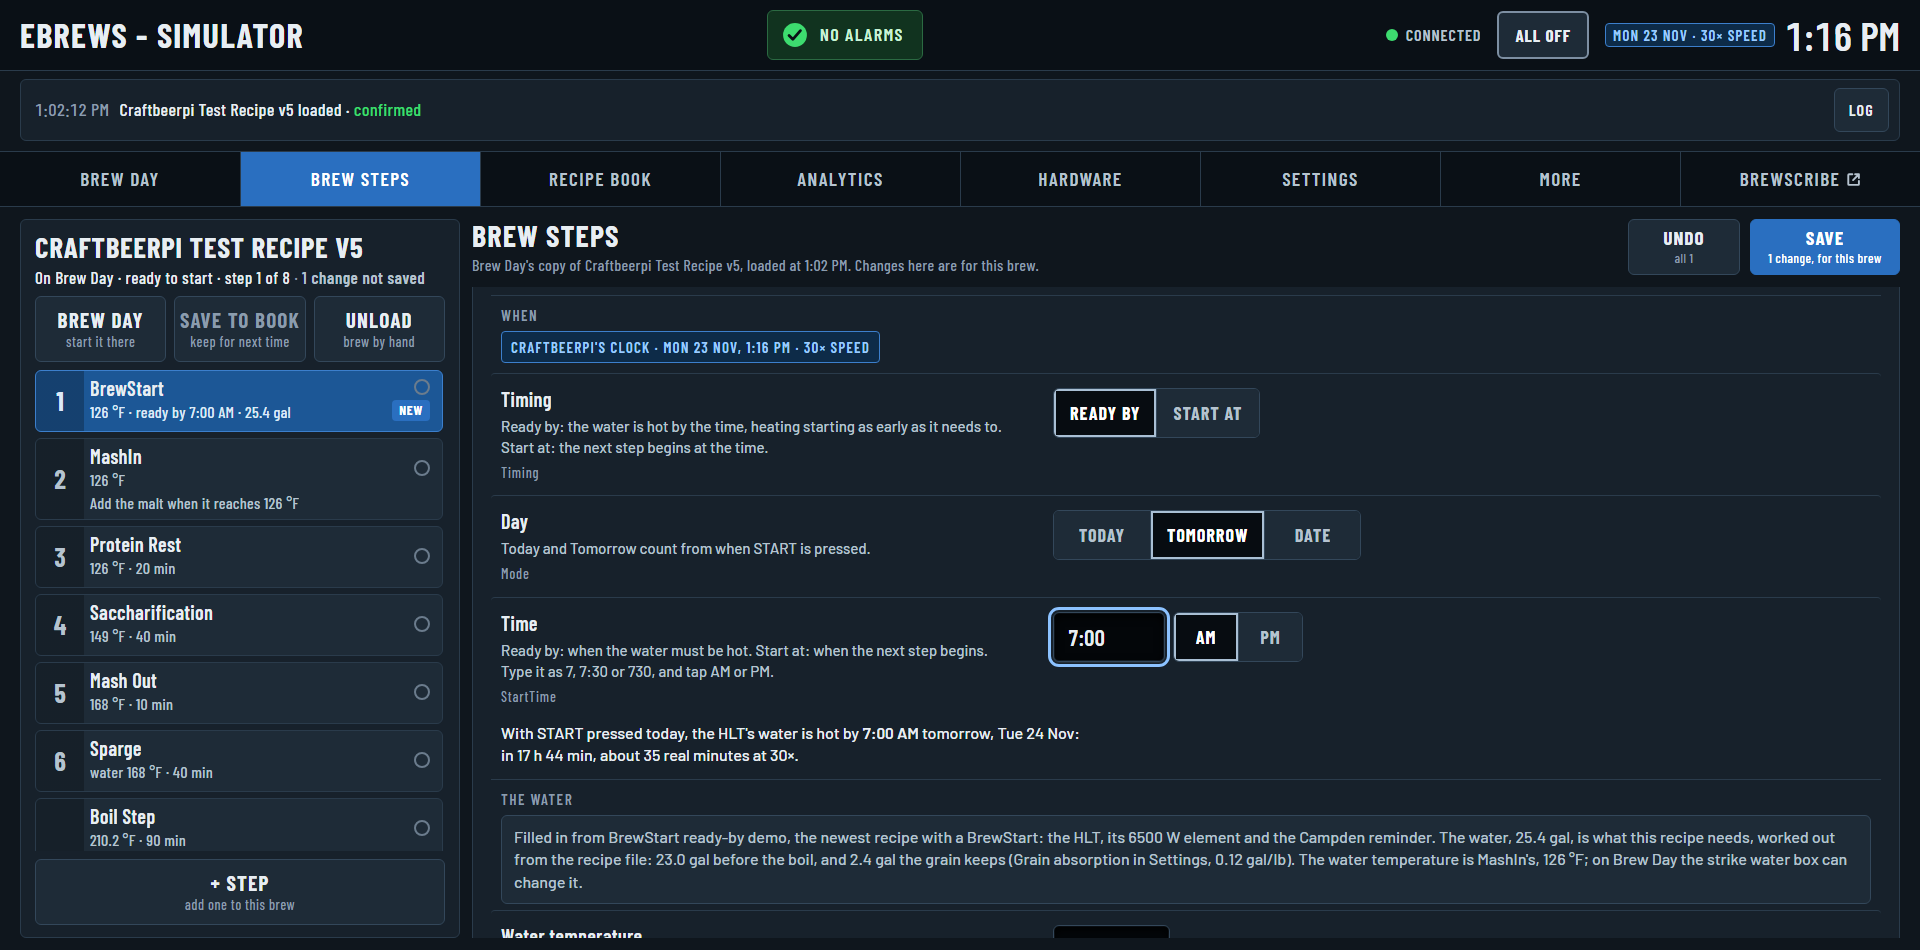 EBREWS - SIMULATOR
NO ALARMS
CONNECTED
ALL OFF
MON 23 NOV · 30× SPEED
1:16 PM
1:02:12 PM Craftbeerpi Test Recipe v5 loaded · confirmed
LOG
BREW DAY
BREW STEPS
RECIPE BOOK
ANALYTICS
HARDWARE
SETTINGS
MORE
BREWSCRIBE
CRAFTBEERPI TEST RECIPE V5
On Brew Day · ready to start · step 1 of 8 · 1 change not saved
BREW DAY
start it there
SAVE TO BOOK
keep for next time
UNLOAD
brew by hand
1
BrewStart
126 °F · ready by 7:00 AM · 25.4 gal
NEW
2
MashIn
126 °F
Add the malt when it reaches 126 °F
3
Protein Rest
126 °F · 20 min
4
Saccharification
149 °F · 40 min
5
Mash Out
168 °F · 10 min
6
Sparge
water 168 °F · 40 min
Boil Step
210.2 °F · 90 min
+ STEP
add one to this brew
BREW STEPS
Brew Day's copy of Craftbeerpi Test Recipe v5, loaded at 1:02 PM. Changes here are for this brew.
UNDO
all 1
SAVE
1 change, for this brew
WHEN
CRAFTBEERPI'S CLOCK · MON 23 NOV, 1:16 PM · 30× SPEED
Timing
Ready by: the water is hot by the time, heating starting as early as it needs to.
Start at: the next step begins at the time.
Timing
READY BY
START AT
Day
Today and Tomorrow count from when START is pressed.
Mode
TODAY
TOMORROW
DATE
Time
Ready by: when the water must be hot. Start at: when the next step begins.
Type it as 7, 7:30 or 730, and tap AM or PM.
StartTime
7:00
AM
PM
With START pressed today, the HLT's water is hot by 7:00 AM tomorrow, Tue 24 Nov:
in 17 h 44 min, about 35 real minutes at 30×.
THE WATER
Filled in from BrewStart ready-by demo, the newest recipe with a BrewStart: the HLT, its 6500 W element and the Campden reminder. The water, 25.4 gal, is what this recipe needs, worked out
from the recipe file: 23.0 gal before the boil, and 2.4 gal the grain keeps (Grain absorption in Settings, 0.12 gal/lb). The water temperature is MashIn's, 126 °F; on Brew Day the strike water box can
change it.
Water temperature